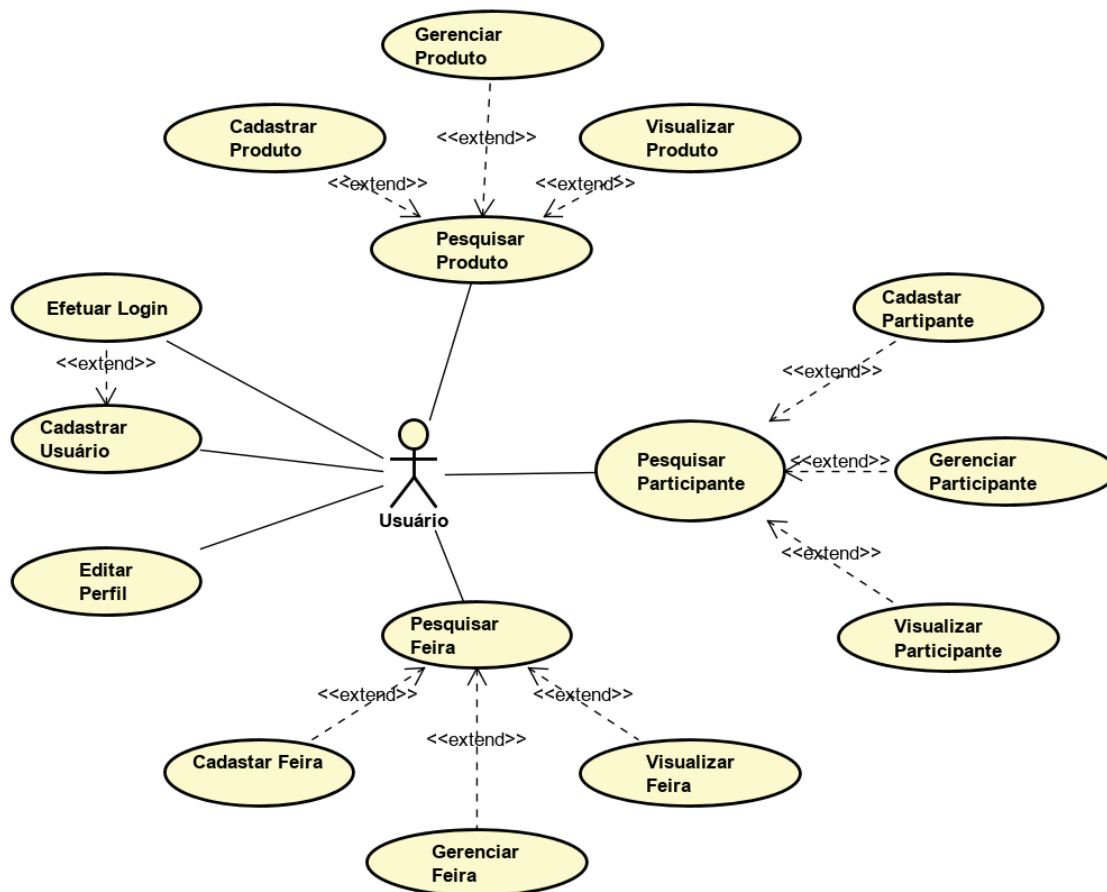 Gerenciar
Produto
Cadastrar
Produto
<<extend>>
Visualizar
Produto
<<extend>>
<<extend>>
Pesquisar
Produto
Efetuar Login
Cadastar
Partipante
<<extend>>
<<extend>>
Cadastrar
Usuário
Pesquisar
Participante
<<extend>>
Gerenciar
Participante
Usuário
<<extend>>
Editar
Perfil
Pesquisar
Feira
Visualizar
Participante
<<extend>>
<<extend>>
<<extend>>
Cadastar Feira
Visualizar
Feira
Gerenciar
Feira